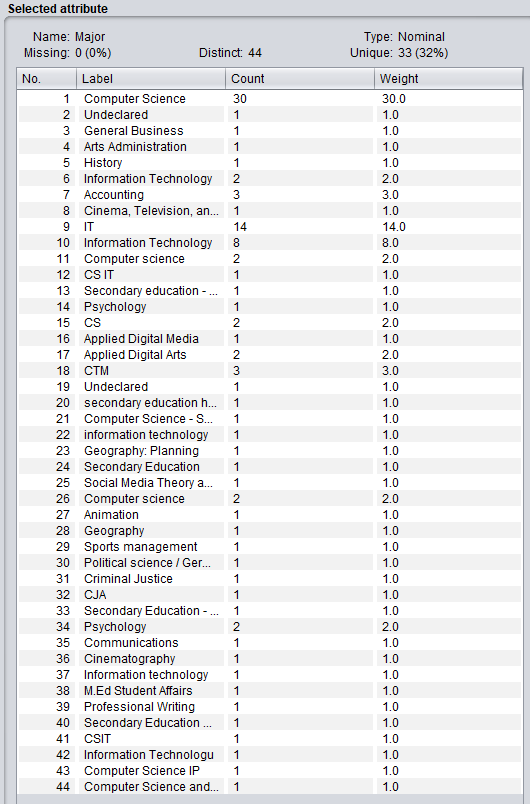 Selected attribute
Name: Major Type: Nominal
Missing: 0 (0%) Distinct: 44 Unique: 33 (32%)
No. Label Count Weight
1 Computer Science 30 30.0
2 Undeclared 1 1.0
3 General Business 1 1.0
4 Arts Administration 1 1.0
5 History 1 1.0
6 Information Technology 2 2.0
7 Accounting 3 3.0
8 Cinema, Television, an... 1 1.0
9 IT 14 14.0
10 Information Technology 8 8.0
11 Computer science 2 2.0
12 CS IT 1 1.0
13 Secondary education - ... 1 1.0
14 Psychology 1 1.0
15 CS 2 2.0
16 Applied Digital Media 1 1.0
17 Applied Digital Arts 2 2.0
18 CTM 3 3.0
19 Undeclared 1 1.0
20 secondary education h... 1 1.0
21 Computer Science - S... 1 1.0
22 information technology 1 1.0
23 Geography: Planning 1 1.0
24 Secondary Education 1 1.0
25 Social Media Theory a... 1 1.0
26 Computer science 2 2.0
27 Animation 1 1.0
28 Geography 1 1.0
29 Sports management 1 1.0
30 Political science / Ger... 1 1.0
31 Criminal Justice 1 1.0
32 CJA 1 1.0
33 Secondary Education - ... 1 1.0
34 Psychology 2 2.0
35 Communications 1 1.0
36 Cinematography 1 1.0
37 Information technology 1 1.0
38 M.Ed Student Affairs 1 1.0
39 Professional Writing 1 1.0
40 Secondary Education ... 1 1.0
41 CSIT 1 1.0
42 Information Technologu 1 1.0
43 Computer Science IP 1 1.0
44 Computer Science and... 1 1.0